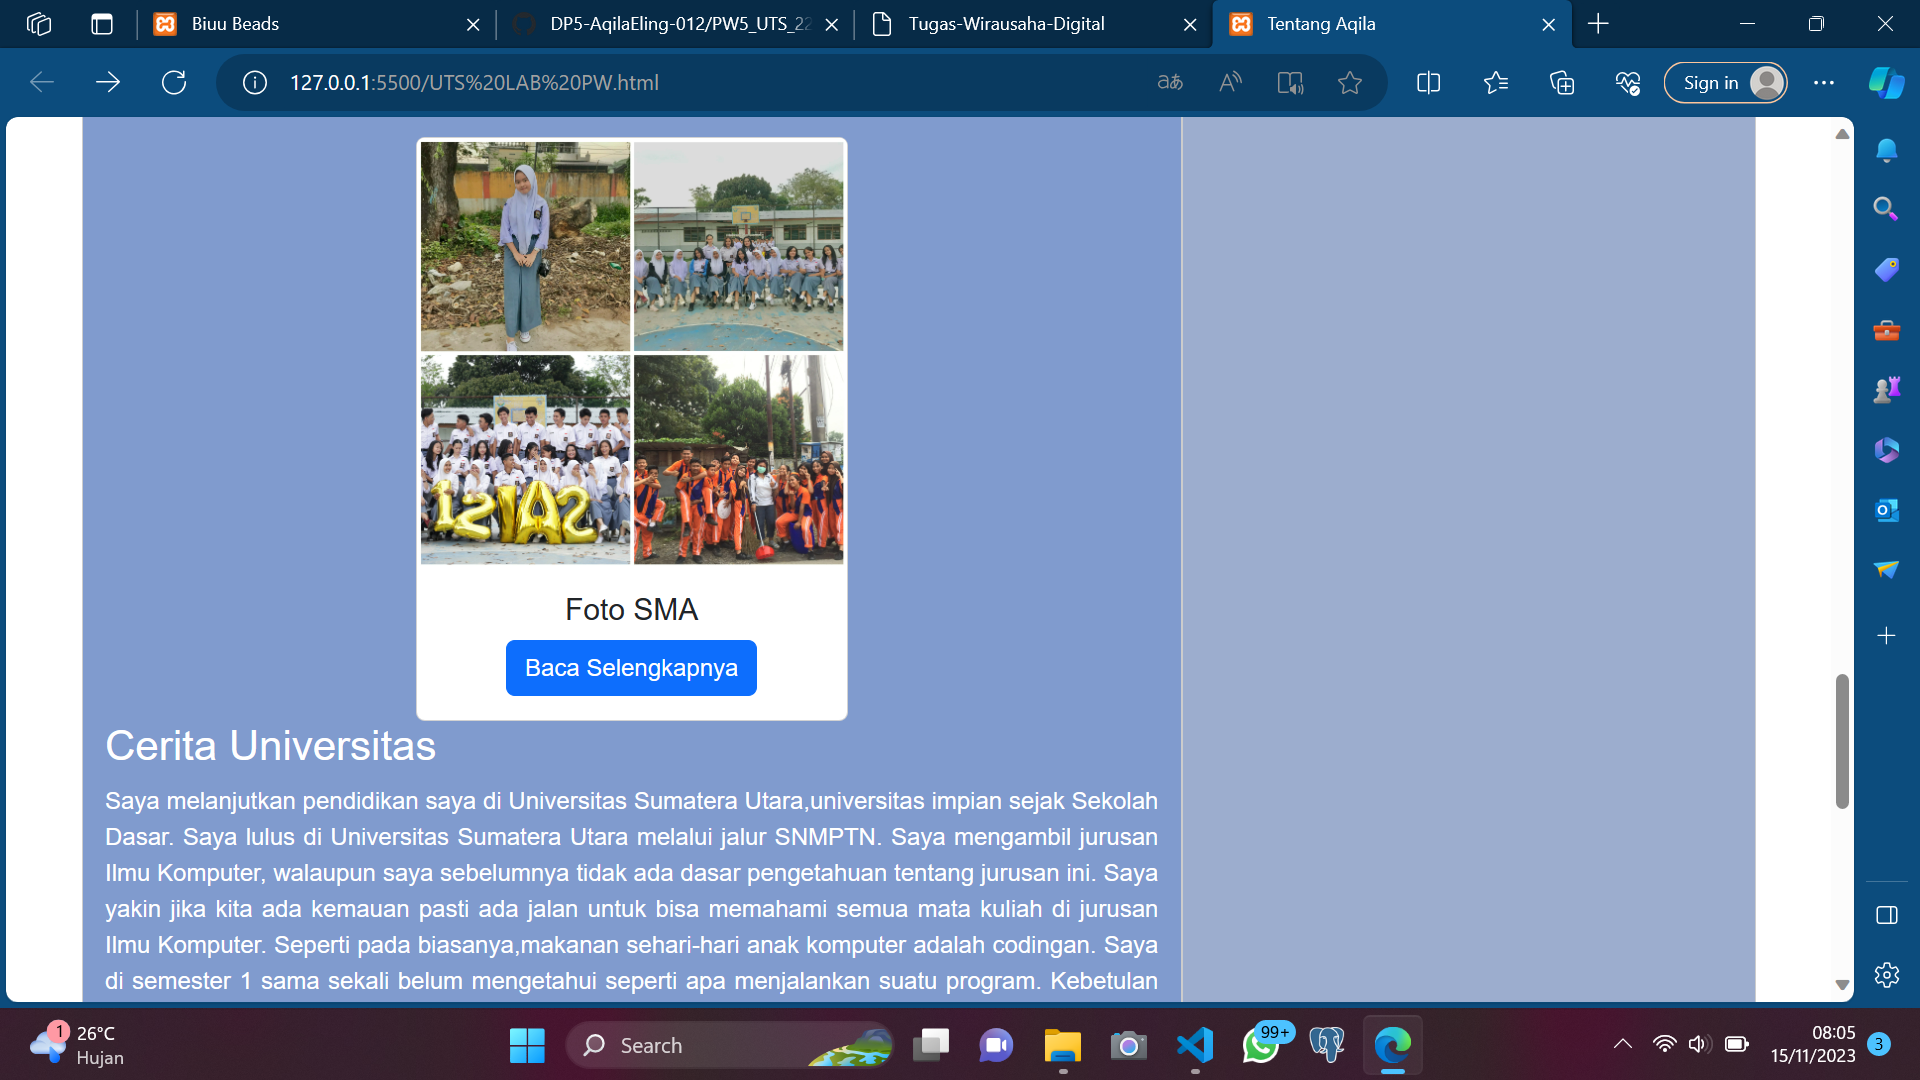 Biuu Beads
DP5-AqilaEling-012/PW5_UTS_22
Tugas-Wirausaha-Digital
Tentang Aqila
127.0.0.1:5500/UTS%20LAB%20PW.html
Sign in
12 IPA 2
Foto SMA
Baca Selengkapnya
Cerita Universitas
Saya melanjutkan pendidikan saya di Universitas Sumatera Utara,universitas impian sejak Sekolah
Dasar. Saya lulus di Universitas Sumatera Utara melalui jalur SNMPTN. Saya mengambil jurusan
Ilmu Komputer, walaupun saya sebelumnya tidak ada dasar pengetahuan tentang jurusan ini. Saya
yakin jika kita ada kemauan pasti ada jalan untuk bisa memahami semua mata kuliah di jurusan
Ilmu Komputer. Seperti pada biasanya,makanan sehari-hari anak komputer adalah codingan. Saya
di semester 1 sama sekali belum mengetahui seperti apa menjalankan suatu program. Kebetulan
1
26°C
Hujan
Search
99+
08:05
15/11/2023
3